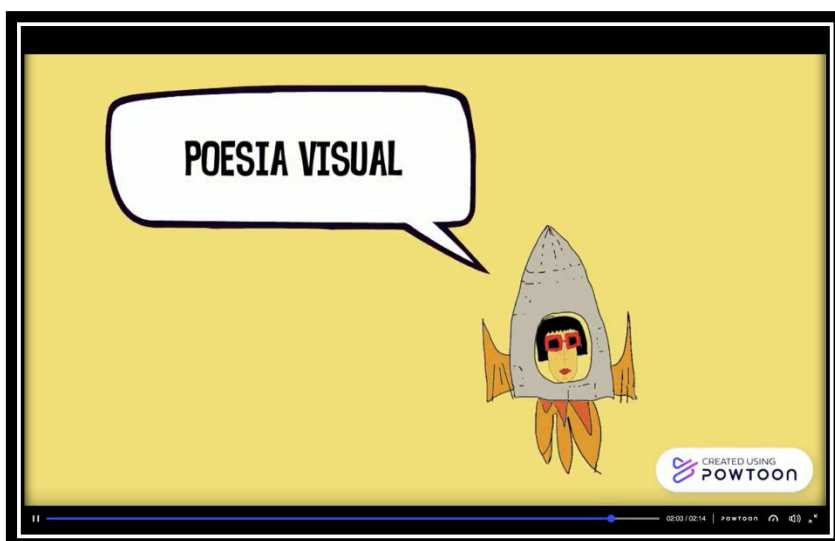 POESIA VISUAL
CREATED USING
POWTOON
02:03 / 02:14 | POWTOON